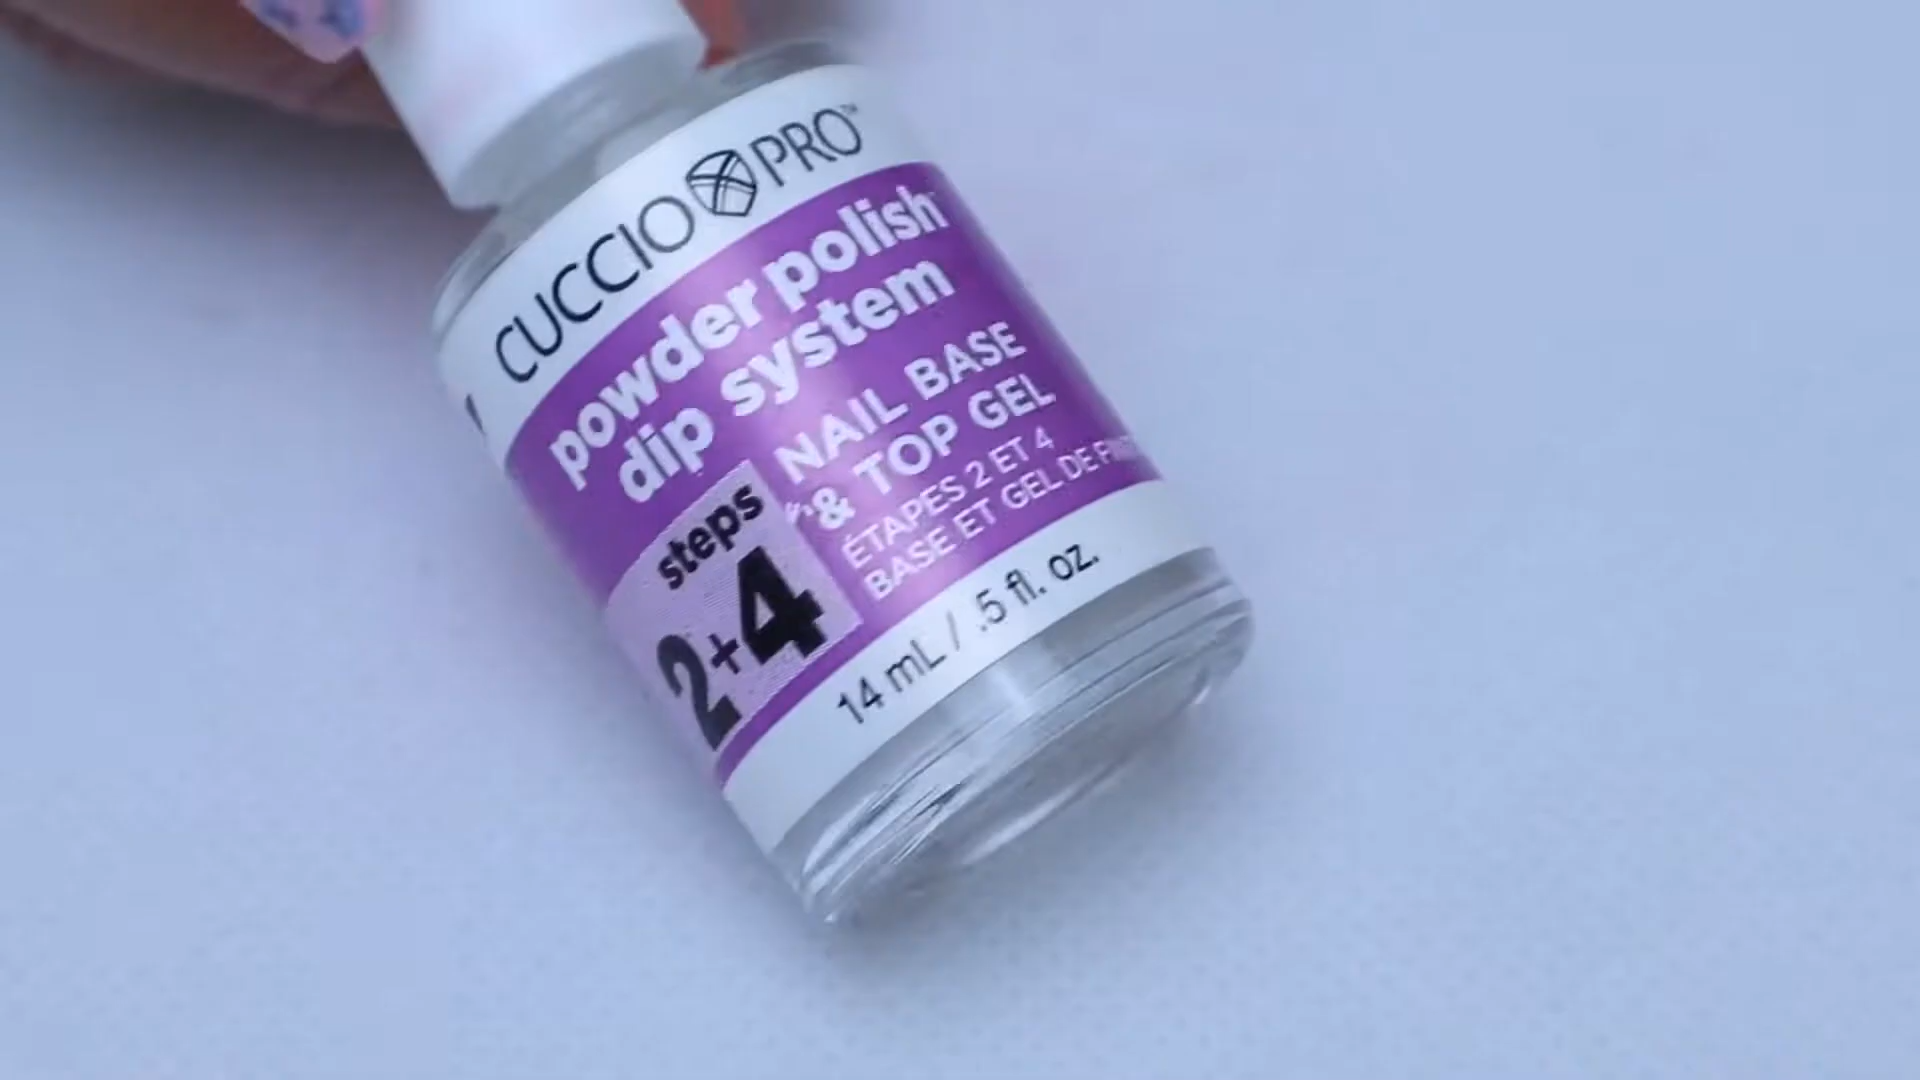 CUCCIO PRO™
powder polish
dip system
NAIL BASE
& TOP GEL
ÉTAPES 2 ET 4
BASE ET GEL DE
steps
2+4
14 mL / .5 fl. oz.